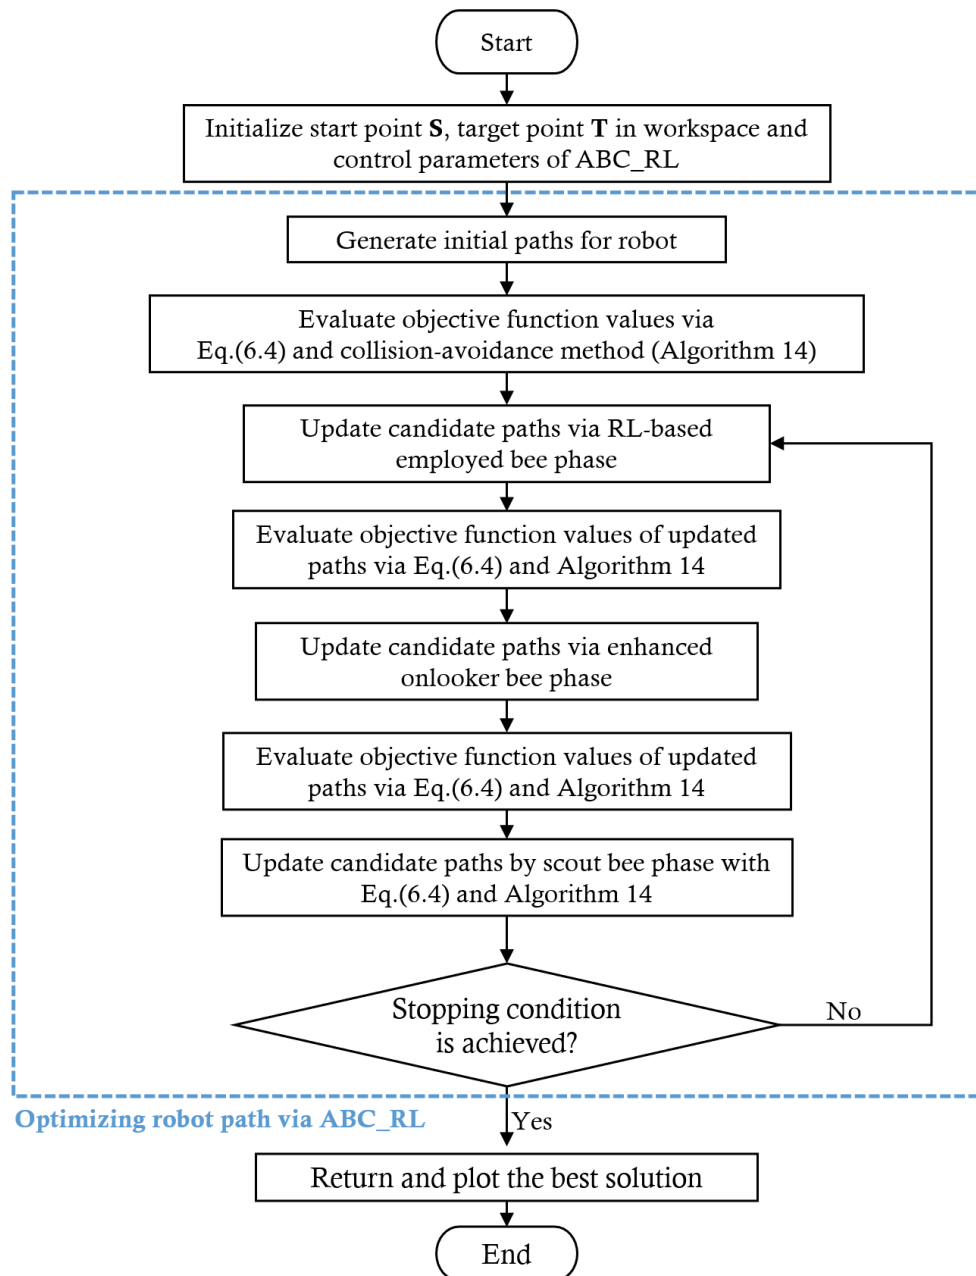 Start
Initialize start point S, target point T in workspace and
control parameters of ABC_RL
Generate initial paths for robot
Evaluate objective function values via
Eq.(6.4) and collision-avoidance method (Algorithm 14)
Update candidate paths via RL-based
employed bee phase
Evaluate objective function values of updated
paths via Eq.(6.4) and Algorithm 14
Update candidate paths via enhanced
onlooker bee phase
Evaluate objective function values of updated
paths via Eq.(6.4) and Algorithm 14
Update candidate paths by scout bee phase with
Eq.(6.4) and Algorithm 14
Stopping condition
is achieved?
No
Optimizing robot path via ABC_RL
Yes
Return and plot the best solution
End